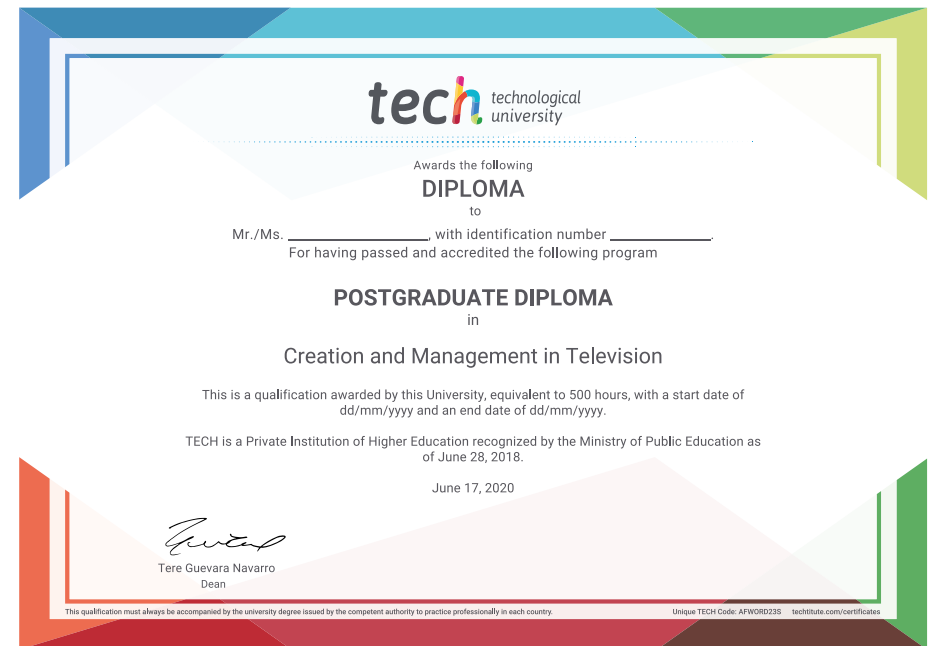 tech technological
university
Awards the following
DIPLOMA
to
Mr./Ms. ____________________, with identification number ______________.
For having passed and accredited the following program
POSTGRADUATE DIPLOMA
in
Creation and Management in Television
This is a qualification awarded by this University, equivalent to 500 hours, with a start date of
dd/mm/yyyy and an end date of dd/mm/yyyy.
TECH is a Private Institution of Higher Education recognized by the Ministry of Public Education as
of June 28, 2018.
June 17, 2020
Tere Guevara Navarro
Dean
This qualification must always be accompanied by the university degree issued by the competent authority to practice professionally in each country. Unique TECH Code: AFWORD23S techtitute.com/certificates